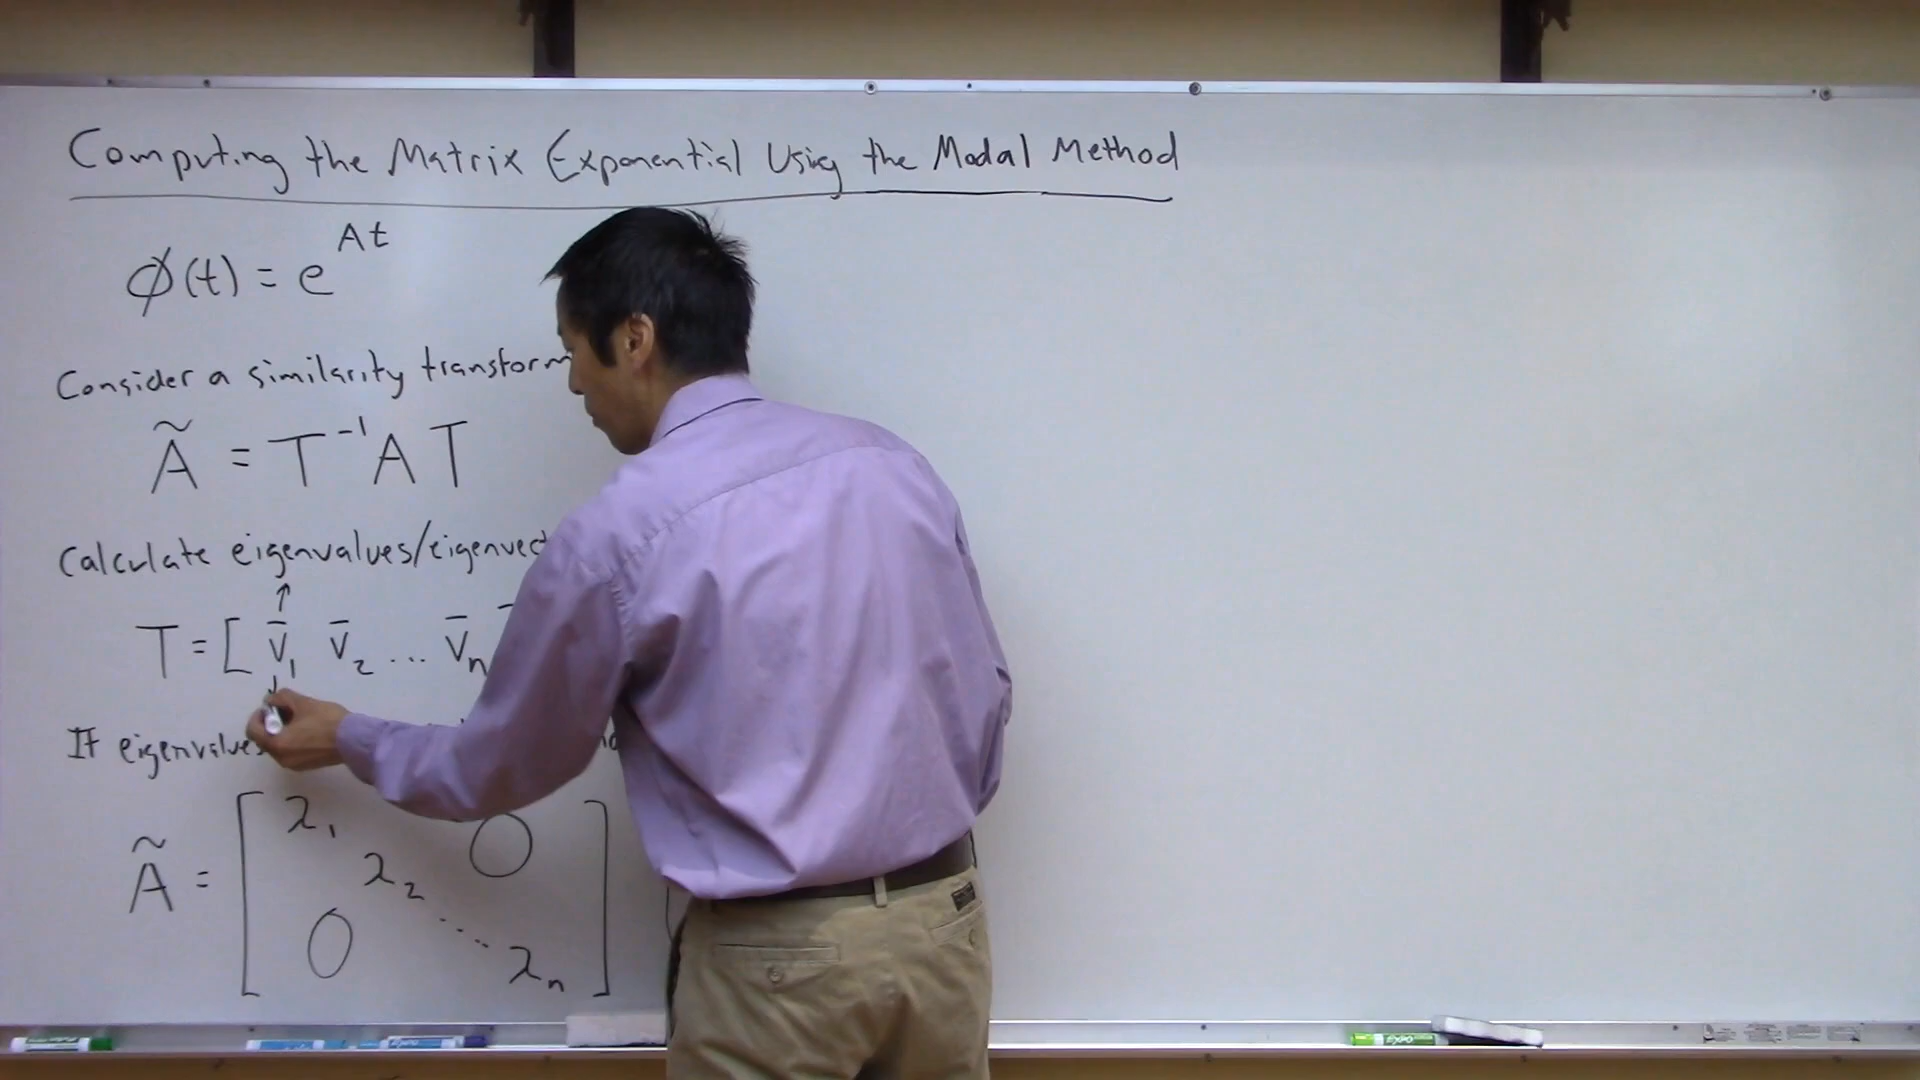 Computing the Matrix Exponential Using the Modal Method
ϕ(t) = e^{At}
Consider a similarity transform
Ã = T⁻¹AT
Calculate eigenvalues/eigenvect
T = [ v̄₁ v̄₂ ... v̄ₙ
If eigenvalues
Ã = [ λ₁ 0
λ₂
⋱
0 λₙ ]